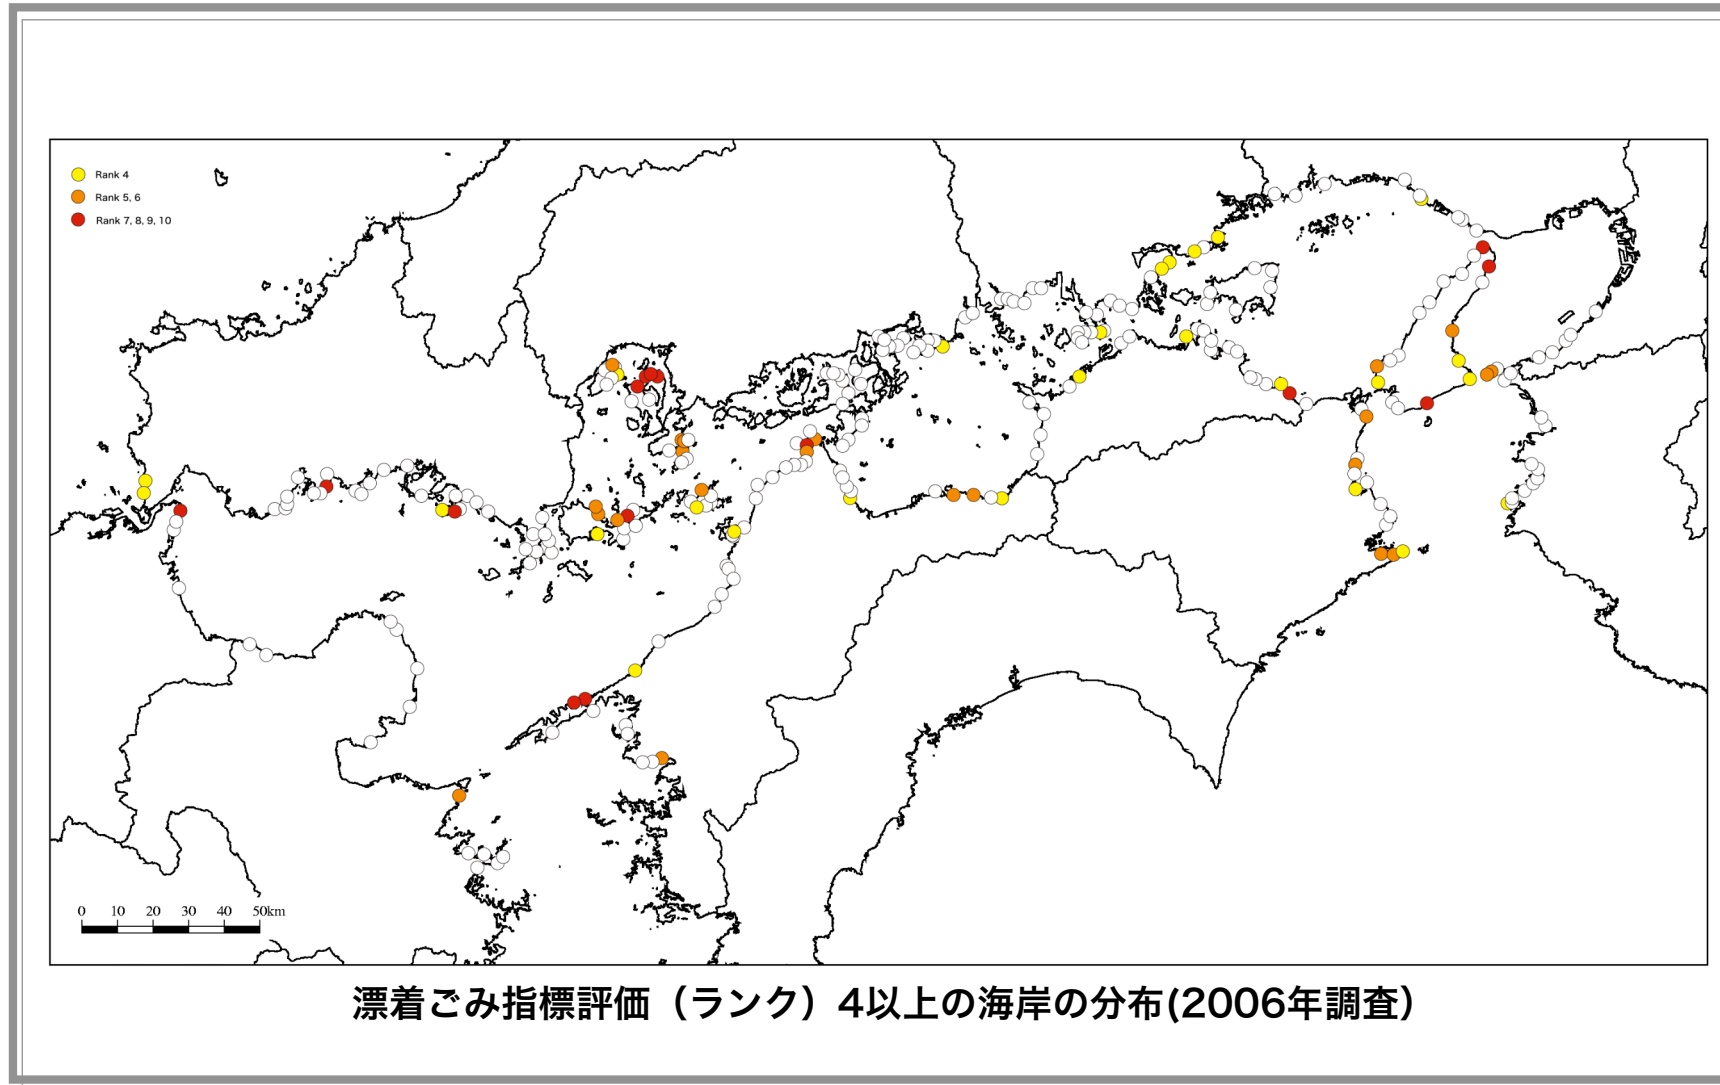 Rank 4
Rank 5, 6
Rank 7, 8, 9, 10
0 10 20 30 40 50km
漂着ごみ指標評価（ランク）4以上の海岸の分布(2006年調査）